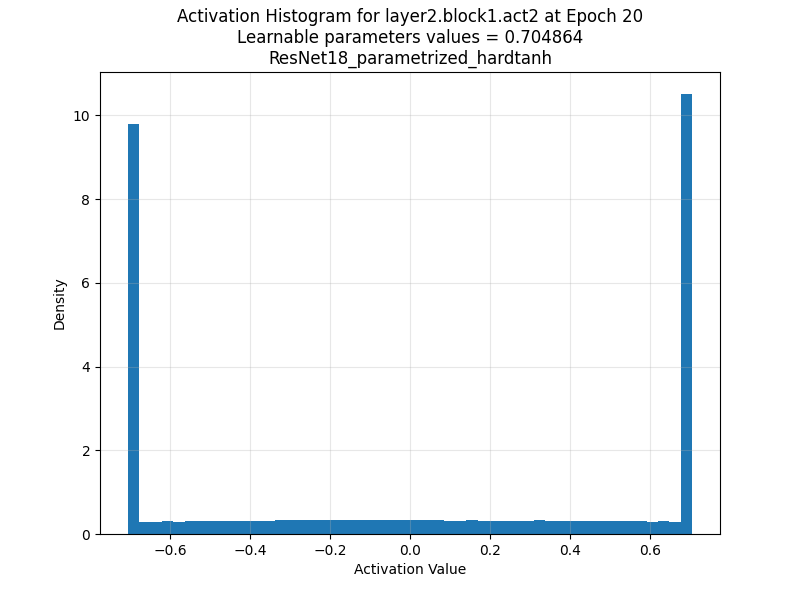 Activation Histogram for layer2.block1.act2 at Epoch 20
Learnable parameters values = 0.704864
ResNet18_parametrized_hardtanh
10
8
6
4
2
0
Density
−0.6 −0.4 −0.2 0.0 0.2 0.4 0.6
Activation Value